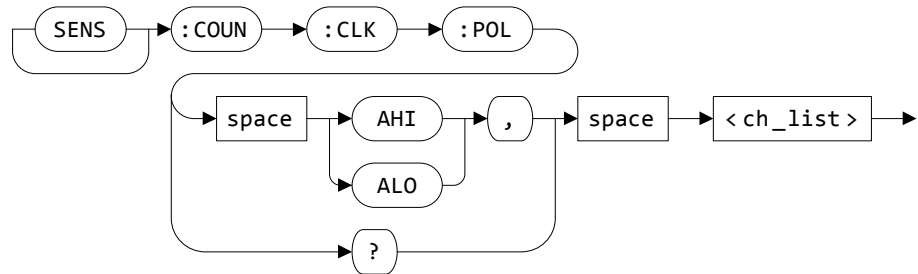 SENS :COUN :CLK :POL
space AHI , space <ch_list>
ALO
?